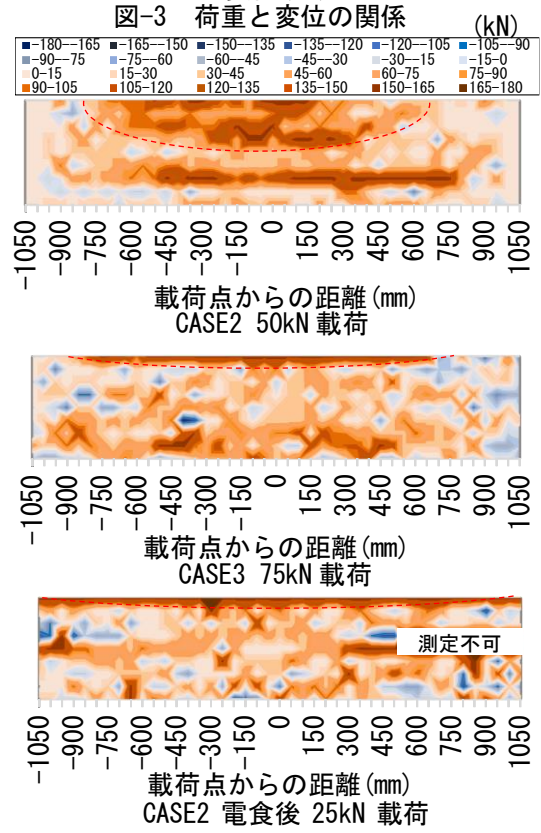 図-3 荷重と変位の関係
(kN)
-180--165 -165--150 -150--135 -135--120 -120--105 -105--90
-90--75 -75--60 -60--45 -45--30 -30--15 -15-0
0-15 15-30 30-45 45-60 60-75 75-90
90-105 105-120 120-135 135-150 150-165 165-180
-1050 -900 -750 -600 -450 -300 -150 0 150 300 450 600 750 900 1050
載荷点からの距離(mm)
CASE2 50kN 載荷
-1050 -900 -750 -600 -450 -300 -150 0 150 300 450 600 750 900 1050
載荷点からの距離(mm)
CASE3 75kN 載荷
測定不可
-1050 -900 -750 -600 -450 -300 -150 0 150 300 450 600 750 900 1050
載荷点からの距離(mm)
CASE2 電食後 25kN 載荷